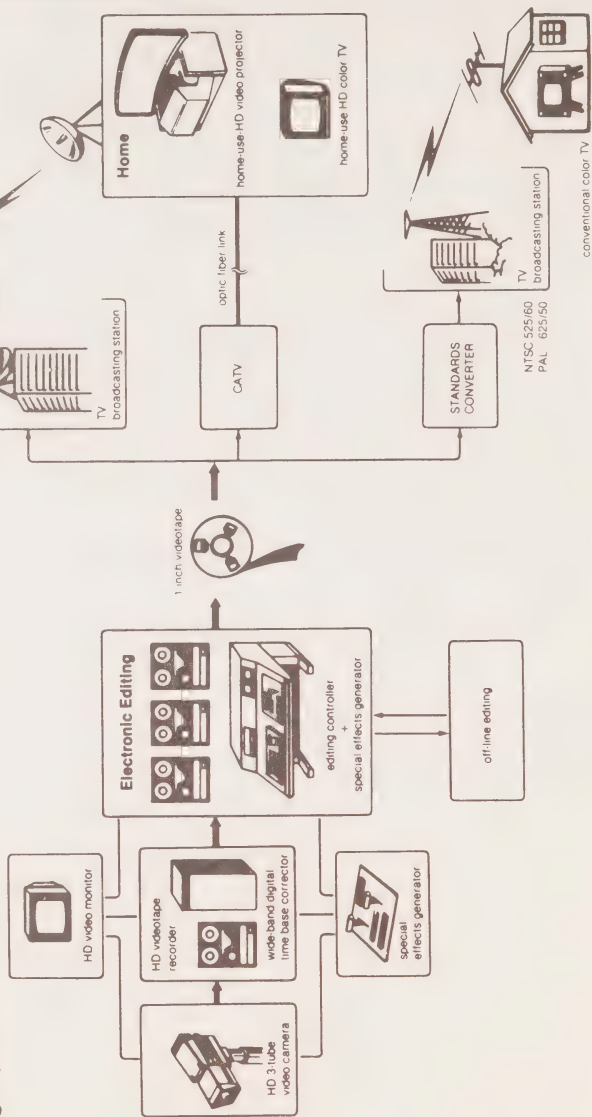 HD video monitor
HD 3-tube
video camera
HD videotape
recorder
wide-band digital
time base corrector
special
effects generator
Electronic Editing
editing controller
+
special effects generator
off-line editing
1 inch videotape
TV
broadcasting station
CATV
optic fiber link
STANDARDS
CONVERTER
Home
home-use HD video projector
home-use HD color TV
NTSC 525/60
PAL 625/50
TV
broadcasting station
conventional color TV